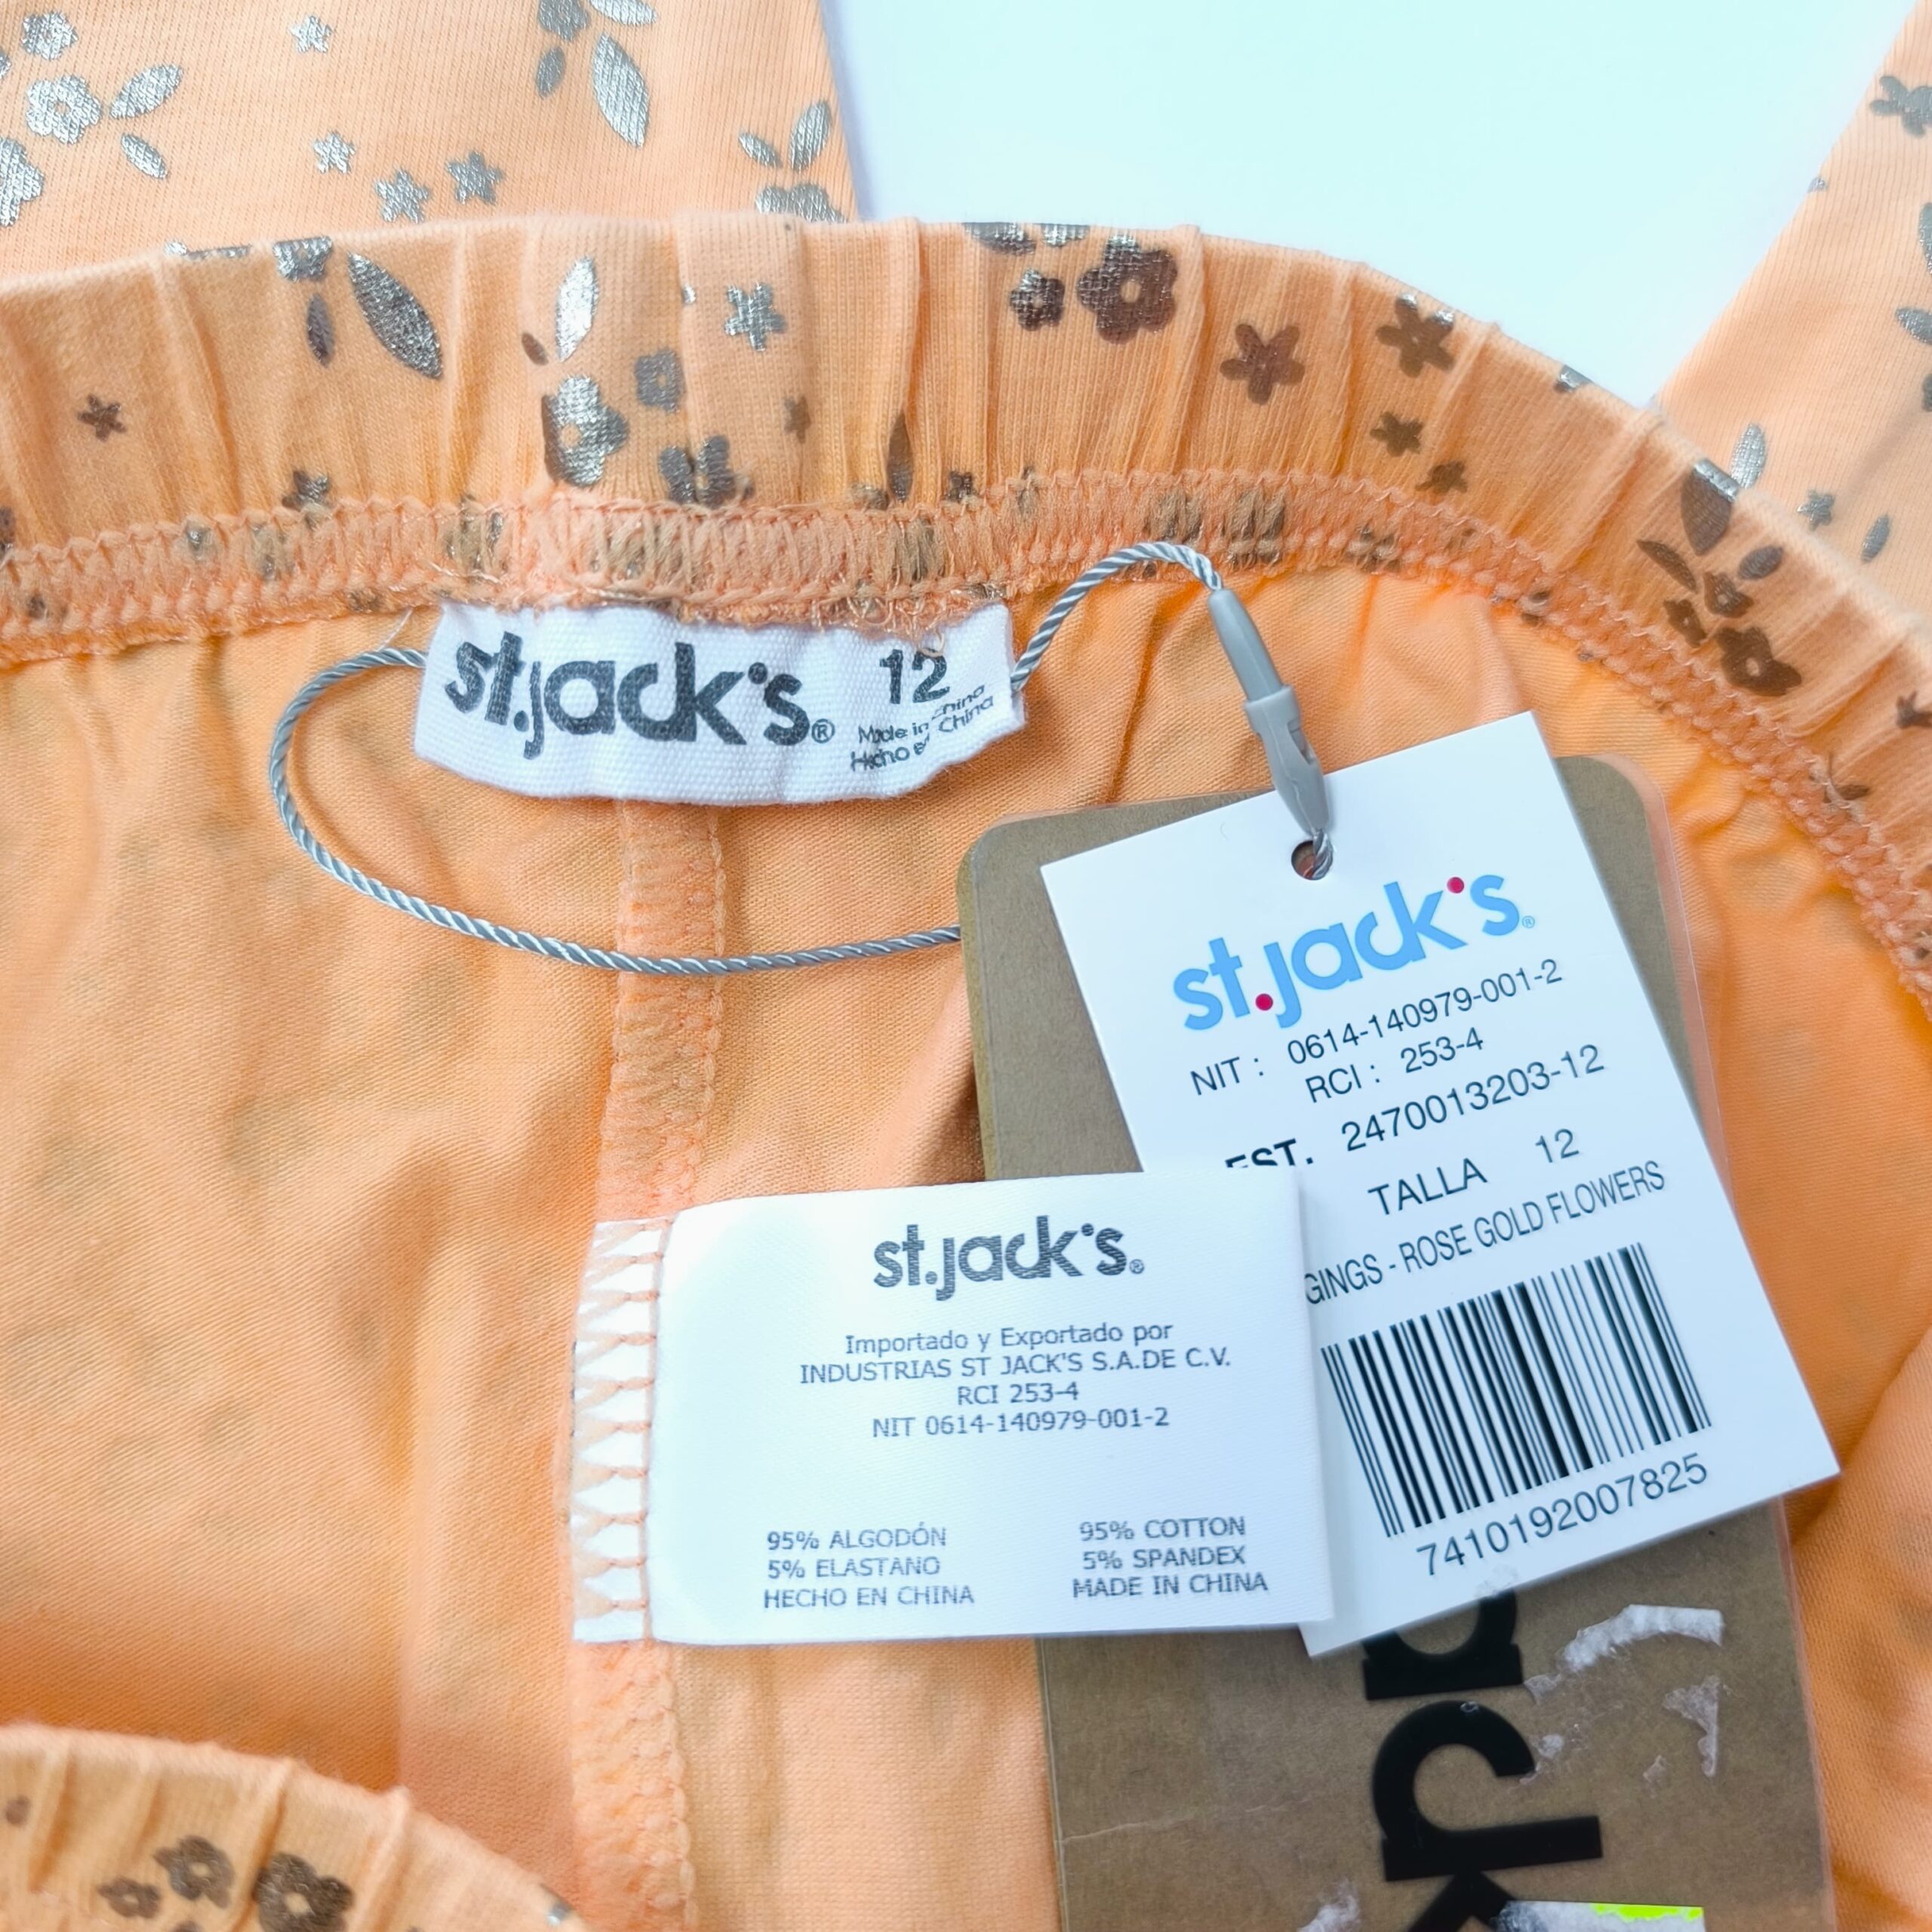 st.jack's® 12
Made in China
Hecho en China
st.jack's®
NIT : 0614-140979-001-2
RCI : 253-4
EST. 2470013203-12
TALLA 12
GINGS - ROSE GOLD FLOWERS
7410192007825
st.jack's®
Importado y Exportado por
INDUSTRIAS ST JACK'S S.A.DE C.V.
RCI 253-4
NIT 0614-140979-001-2
95% ALGODÓN
5% ELASTANO
HECHO EN CHINA
95% COTTON
5% SPANDEX
MADE IN CHINA